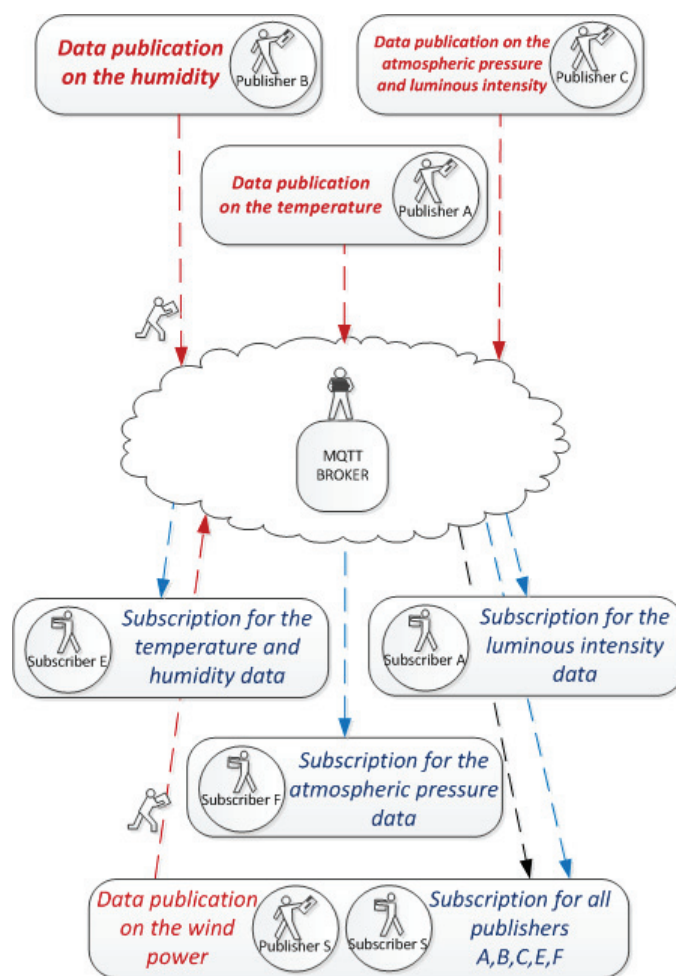 Data publication
on the humidity
Publisher B
Data publication on the
atmospheric pressure
and luminous intensity
Publisher C
Data publication
on the temperature
Publisher A
MQTT
BROKER
Subscriber E
Subscription for the
temperature and
humidity data
Subscriber A
Subscription for the
luminous intensity
data
Subscriber F
Subscription for the
atmospheric pressure
data
Data publication
on the wind
power
Publisher S
Subscriber S
Subscription for all
publishers
A,B,C,E,F